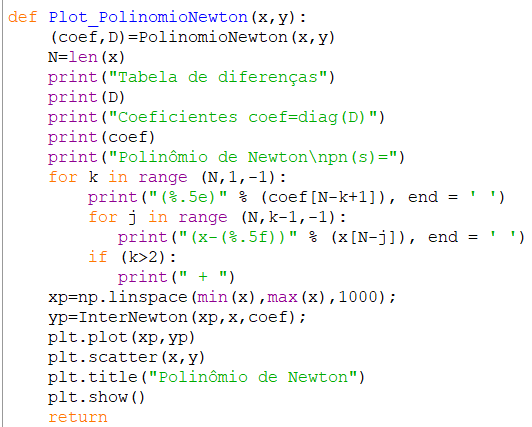 def Plot_PolinomioNewton(x,y):
    (coef,D)=PolinomioNewton(x,y)
    N=len(x)
    print("Tabela de diferenças")
    print(D)
    print("Coeficientes coef=diag(D)")
    print(coef)
    print("Polinômio de Newton\npn(s)=")
    for k in range (N,1,-1):
        print("(%.5e)" % (coef[N-k+1]), end = ' ')
        for j in range (N,k-1,-1):
           print("(x-(%.5f))" % (x[N-j]), end = ' ')
        if (k>2):
           print(" + ")
    xp=np.linspace(min(x),max(x),1000);
    yp=InterNewton(xp,x,coef);
    plt.plot(xp,yp)
    plt.scatter(x,y)
    plt.title("Polinômio de Newton")
    plt.show()
    return